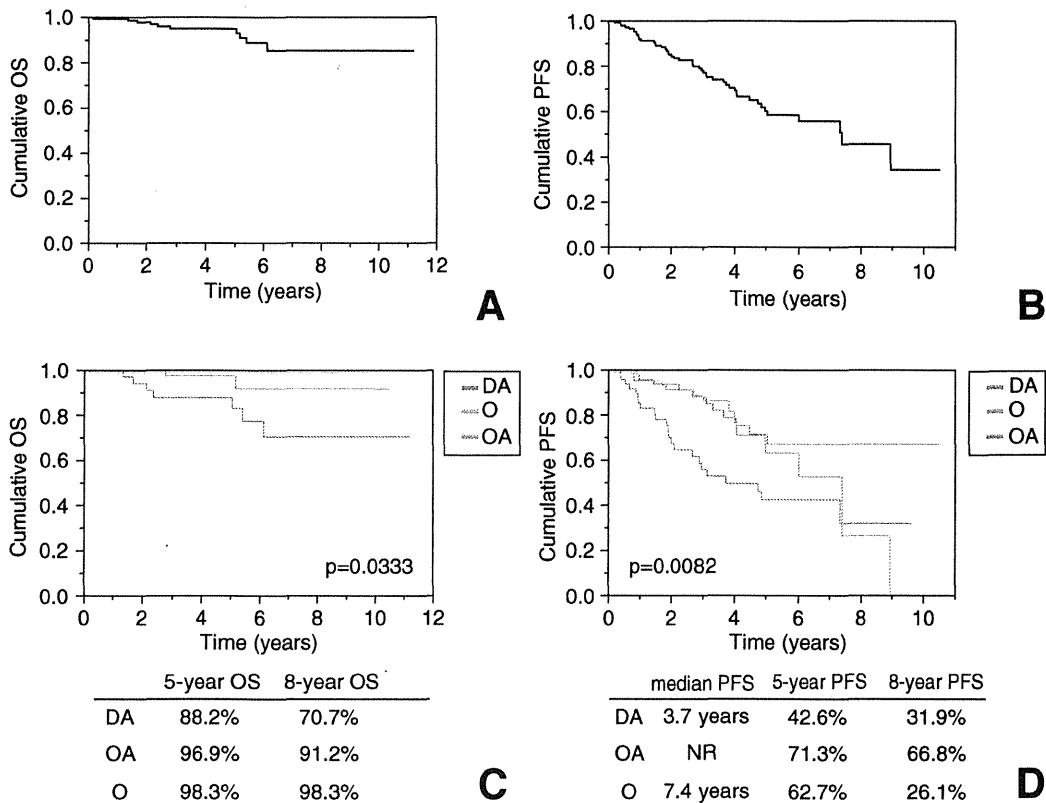 1.0
0.8
0.6
0.4
0.2
0.0
Cumulative OS
0 2 4 6 8 10 12
Time (years)
A
1.0
0.8
0.6
0.4
0.2
0.0
Cumulative PFS
0 2 4 6 8 10
Time (years)
B
1.0
0.8
0.6
0.4
0.2
0.0
Cumulative OS
DA
O
OA
p=0.0333
0 2 4 6 8 10 12
Time (years)
5-year OS 8-year OS
DA 88.2% 70.7%
OA 96.9% 91.2%
O 98.3% 98.3%
C
1.0
0.8
0.6
0.4
0.2
0.0
Cumulative PFS
DA
O
OA
p=0.0082
0 2 4 6 8 10
Time (years)
median PFS 5-year PFS 8-year PFS
DA 3.7 years 42.6% 31.9%
OA NR 71.3% 66.8%
O 7.4 years 62.7% 26.1%
D